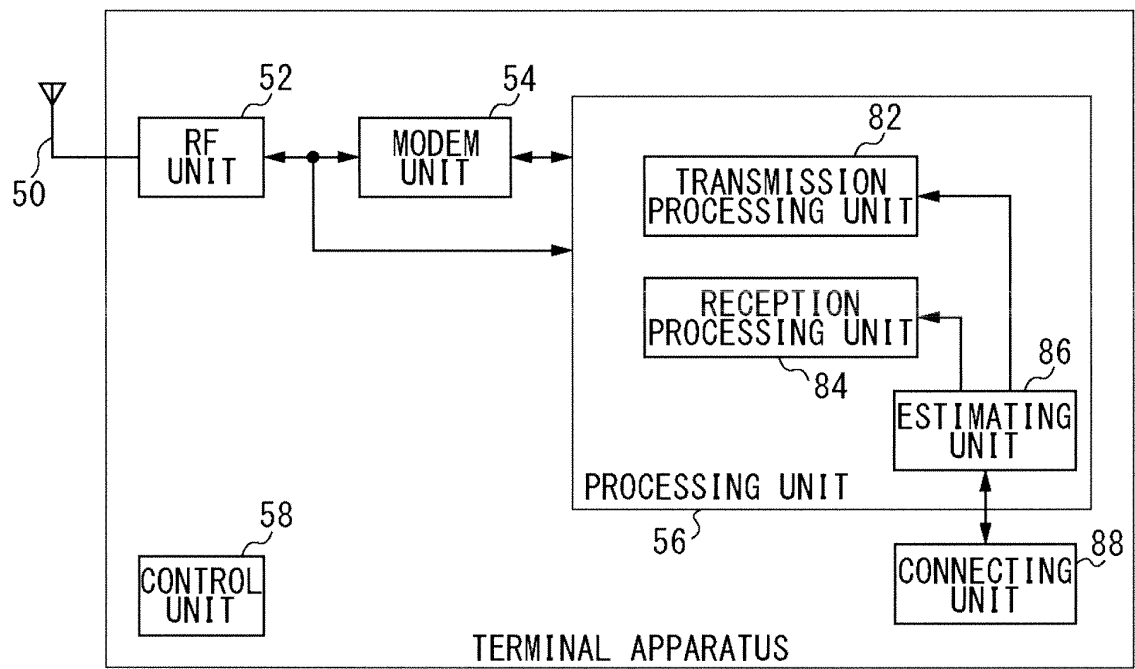 52
54
RF
UNIT
MODEM
UNIT
50
82
TRANSMISSION
PROCESSING UNIT
RECEPTION
PROCESSING UNIT
84
86
ESTIMATING
UNIT
PROCESSING UNIT
56
58
CONTROL
UNIT
88
CONNECTING
UNIT
TERMINAL APPARATUS